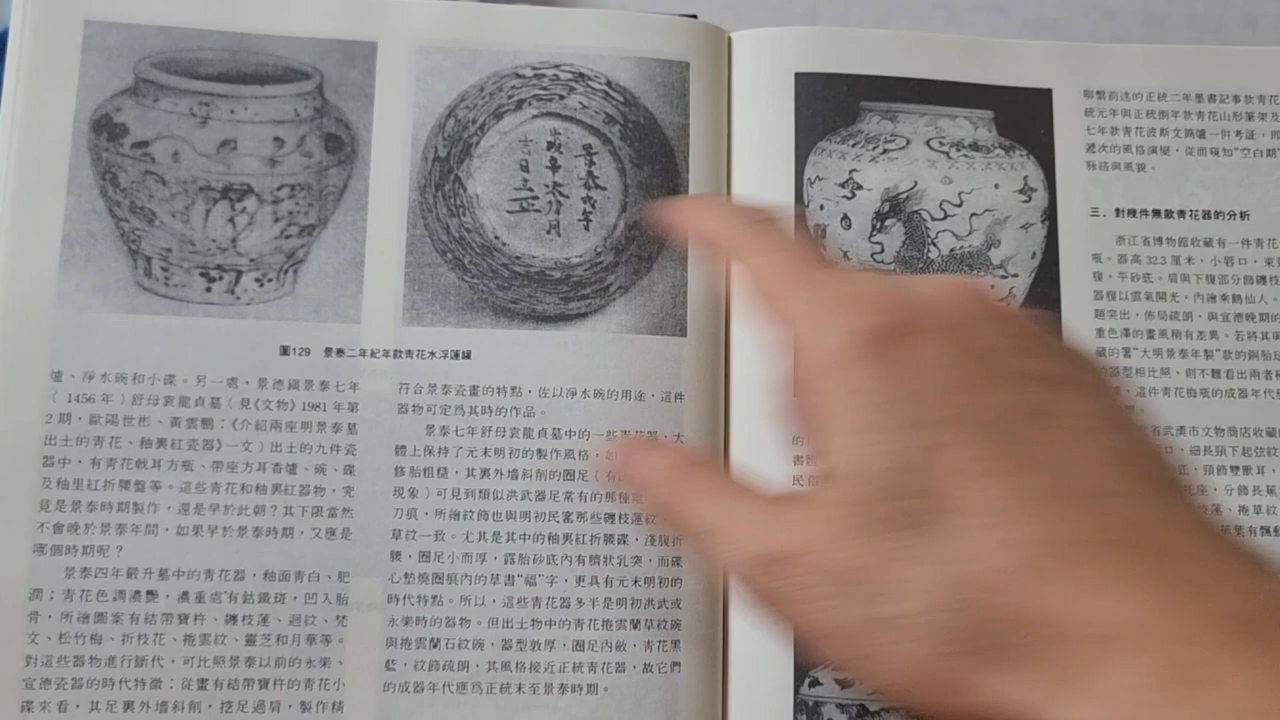 景泰弍年
歲辛未八月
十日立
圖129 景泰二年紀年款青花水浮蓮罐
爐、凈水碗和小碟。另一處，景德鎮景泰七年
（1456年）舒母袁龍貞墓（見《文物》1981年第
2期，歐陽世彬、黃雲鵬：《介紹兩座明景泰墓
出土的青花、釉裏紅瓷器》一文）出土的九件瓷
器中，有青花戟耳方瓶、帶座方耳香爐、碗、碟
及釉里紅折腰盤等。這些青花和釉裏紅器物，究
竟是景泰時期製作，還是早於此朝？其下限當然
不會晚於景泰年間，如果早於景泰時期，又應是
哪個時期呢？
景泰四年嚴升墓中的青花器，釉面青白、肥
潤；青花色調濃艷，濃重處有鈷鐵斑，凹入胎
骨，所繪圖案有結帶寶杵、纏枝蓮、迴紋、梵
文、松竹梅、折枝花、捲雲紋、靈芝和月華等。
對這些器物進行斷代，可比照景泰以前的永樂、
宣德瓷器的時代特徵：從畫有結帶寶杵的青花小
碟來看，其足裏外墻斜削，挖足過肩，製作精
符合景泰瓷畫的特點，佐以凈水碗的用途，這件
器物可定爲其時的作品。
景泰七年舒母袁龍貞墓中的一些青花器，大
體上保持了元末明初的製作風格，如
修胎粗糙，其裏外墻斜削的圈足（有
現象）可見到類似洪武器足常有的那種
刀痕，所繪紋飾也與明初民窰那些纏枝蓮紋、
草紋一致。尤其是其中的釉裏紅折腰碟，淺腹折
腰，圈足小而厚，露胎砂底內有臍狀乳突，而碟
心墊燒圈痕內的草書“福”字，更具有元末明初的
時代特點。所以，這些青花器多半是明初洪武或
永樂時的器物。但出土物中的青花捲雲蘭草紋碗
與捲雲蘭石紋碗，器型敦厚，圈足內斂，青花黑
藍，紋飾疏朗，其風格接近正統青花器，故它們
的成器年代應爲正統末至景泰時期。
的
書
民俗
聯繫前述的正統二年墨書記事款青花
統元年與正統捌年款青花山形筆架及
七年款青花波斯文簡爐一併考証，即
遞次的風格演變，從而窺知“空白期”
脉絡與風貌。
三．對幾件無款青花器的分析
浙江省博物館收藏有一件青花
瓶。器高32.3厘米，小唇口，束
腹，平砂底。肩與下腹部分飾纏枝
器腹以雲氣開光，內繪乘鶴仙人。
題突出，佈局疏朗，與宣德晚期的
重色澤的畫風稍有差異。若將其與
藏的署“大明景泰年製”款的銅胎琺
器型相比照，則不難看出兩者極
，這件青花梅瓶的成器年代
期。
省武漢市文物商店收藏的
口，細長頸下起弦紋
底，頸飾雙獸耳，
花座，分飾長蕉
枝蓮、捲草紋
蕉葉有飄